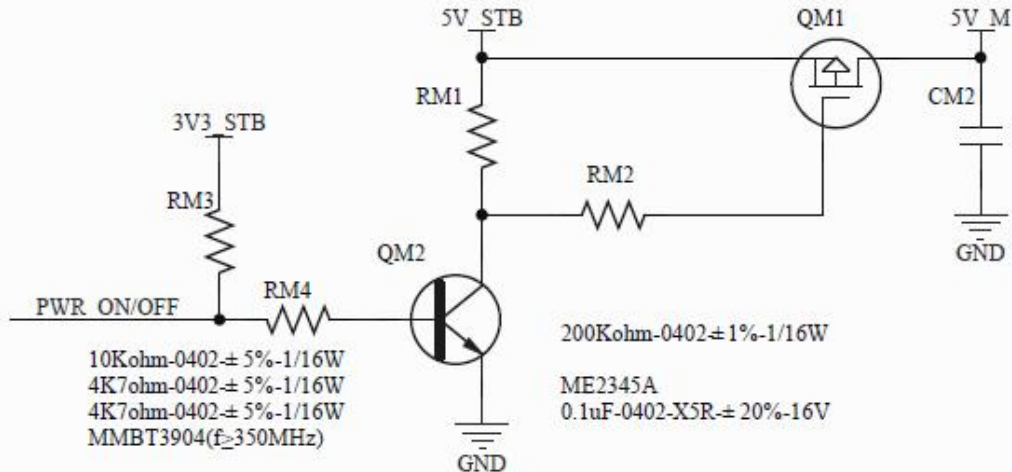 5V_STB
QM1
5V_M
RM1
CM2
3V3_STB
RM2
RM3
QM2
GND
RM4
PWR_ON/OFF
200Kohm-0402-±1%-1/16W
10Kohm-0402-±5%-1/16W
4K7ohm-0402-±5%-1/16W
ME2345A
4K7ohm-0402-±5%-1/16W
0.1uF-0402-X5R-±20%-16V
MMBT3904(f≥350MHz)
GND